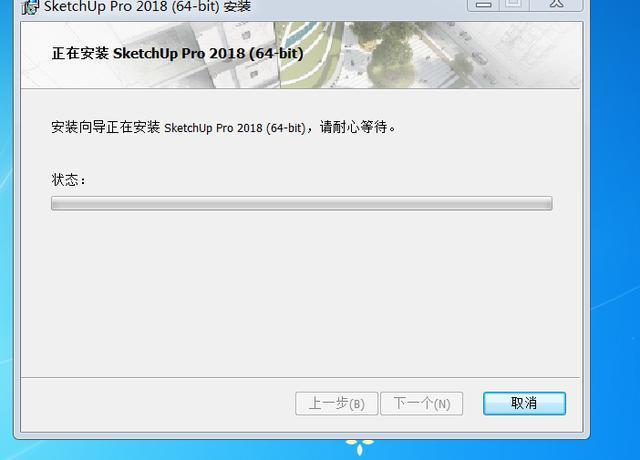 SketchUp Pro 2018 (64-bit) 安装
正在安装 SketchUp Pro 2018 (64-bit)
安装向导正在安装 SketchUp Pro 2018 (64-bit)，请耐心等待。
状态：
上一步(B) 下一个(N) 取消